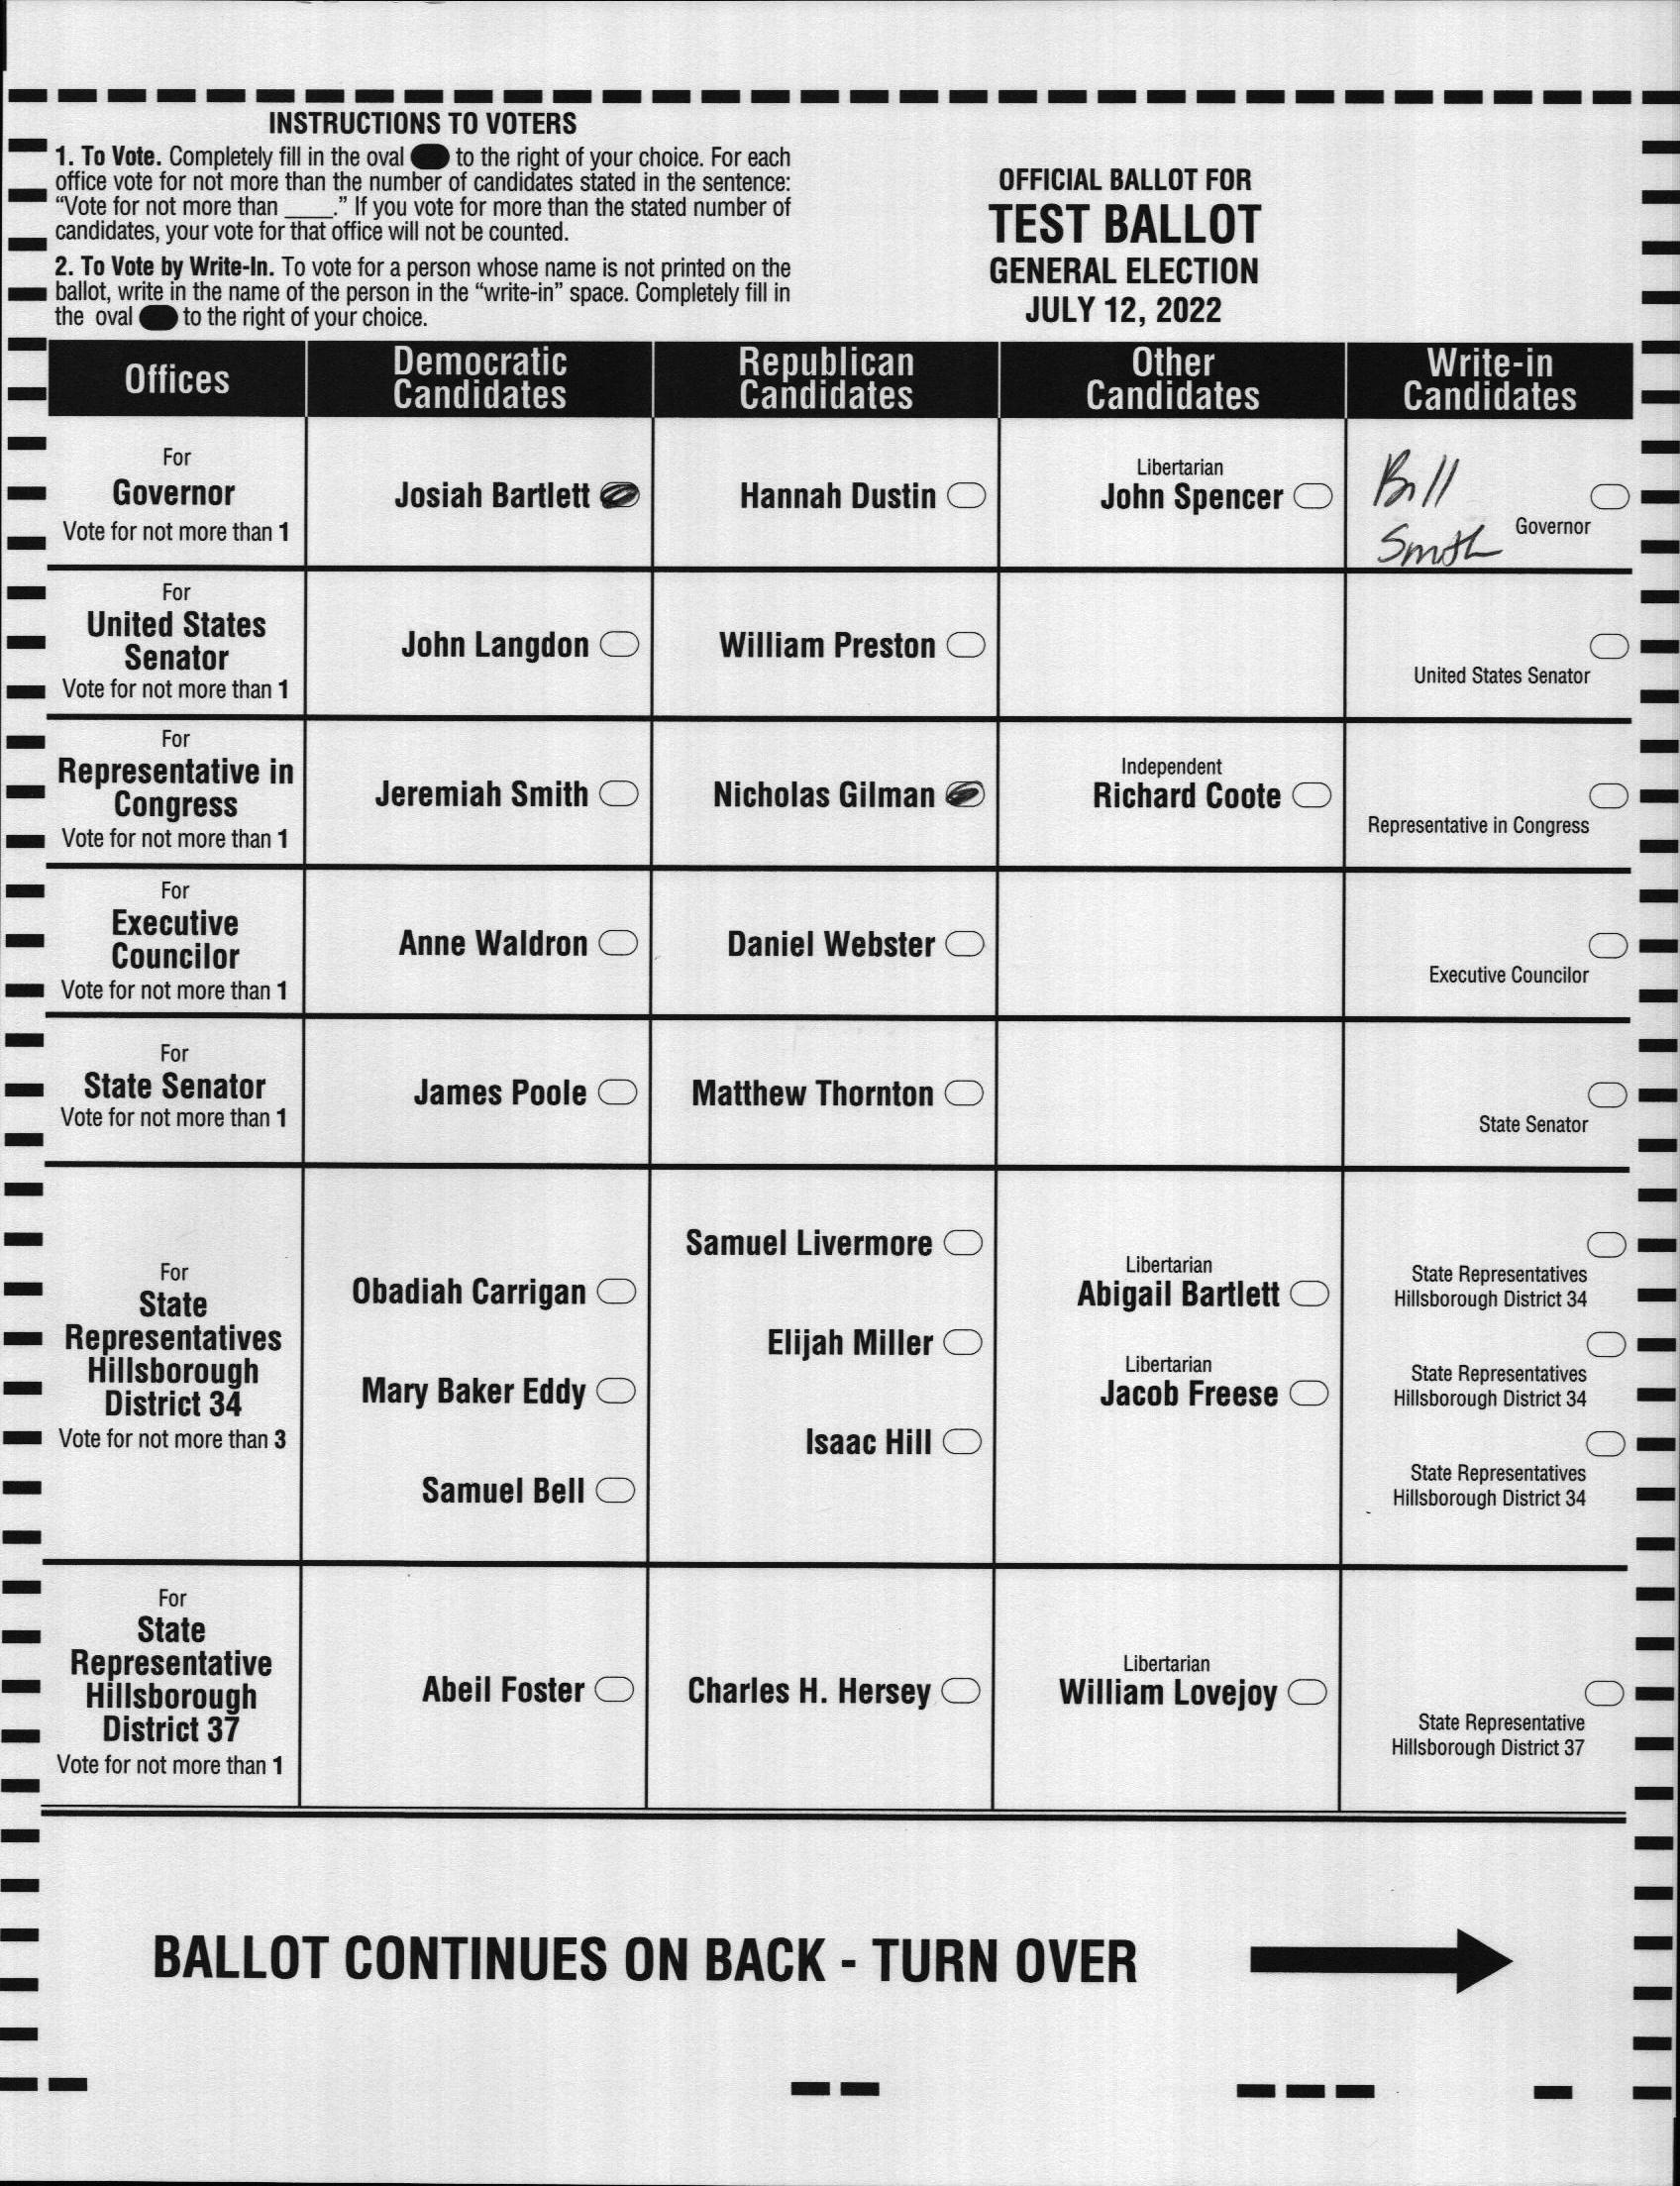 INSTRUCTIONS TO VOTERS
1. To Vote. Completely fill in the oval to the right of your choice. For each
office vote for not more than the number of candidates stated in the sentence:
“Vote for not more than ____.” If you vote for more than the stated number of
candidates, your vote for that office will not be counted.
2. To Vote by Write-In. To vote for a person whose name is not printed on the
ballot, write in the name of the person in the “write-in” space. Completely fill in
the oval to the right of your choice.
OFFICIAL BALLOT FOR
TEST BALLOT
GENERAL ELECTION
JULY 12, 2022
Offices
Democratic
Candidates
Republican
Candidates
Other
Candidates
Write-in
Candidates
For
Governor
Vote for not more than 1
Josiah Bartlett
Hannah Dustin
Libertarian
John Spencer
Bill
Smith
Governor
For
United States
Senator
Vote for not more than 1
John Langdon
William Preston
United States Senator
For
Representative in
Congress
Vote for not more than 1
Jeremiah Smith
Nicholas Gilman
Independent
Richard Coote
Representative in Congress
For
Executive
Councilor
Vote for not more than 1
Anne Waldron
Daniel Webster
Executive Councilor
For
State Senator
Vote for not more than 1
James Poole
Matthew Thornton
State Senator
For
State
Representatives
Hillsborough
District 34
Vote for not more than 3
Obadiah Carrigan
Mary Baker Eddy
Samuel Bell
Samuel Livermore
Elijah Miller
Isaac Hill
Libertarian
Abigail Bartlett
Libertarian
Jacob Freese
State Representatives
Hillsborough District 34
State Representatives
Hillsborough District 34
State Representatives
Hillsborough District 34
For
State
Representative
Hillsborough
District 37
Vote for not more than 1
Abeil Foster
Charles H. Hersey
Libertarian
William Lovejoy
State Representative
Hillsborough District 37
BALLOT CONTINUES ON BACK - TURN OVER